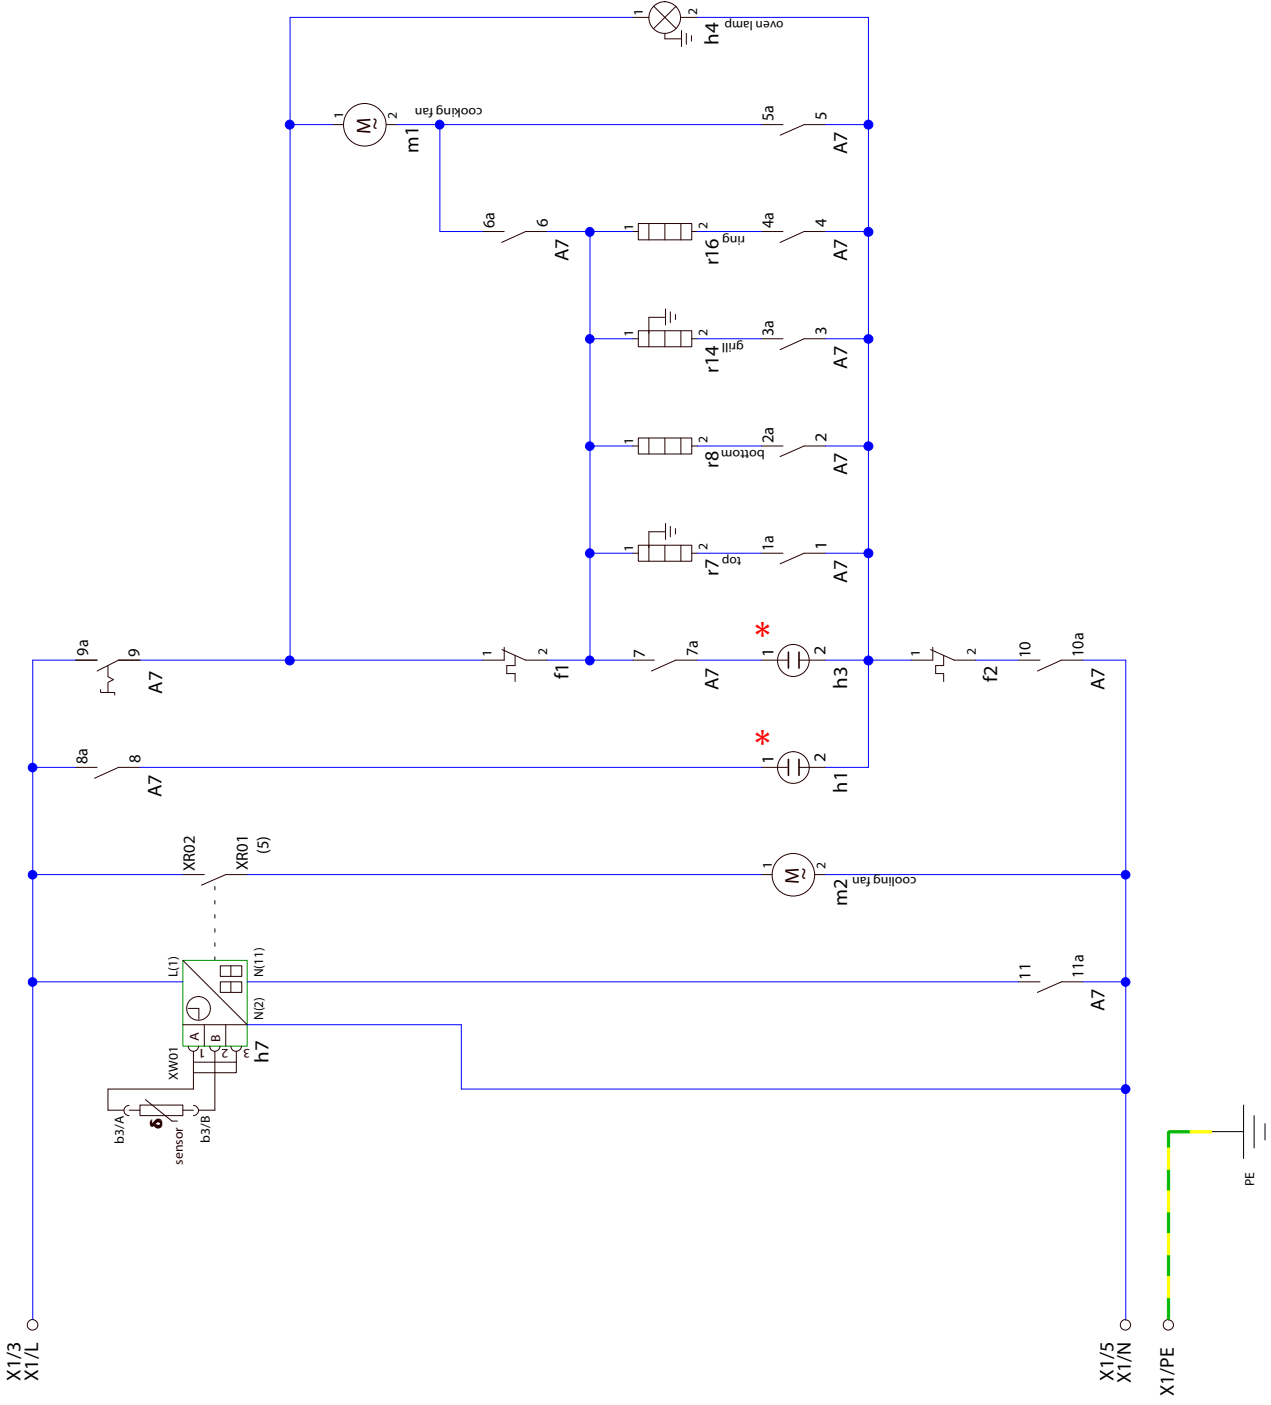 1
2
h4
oven lamp
1
M
~
2
m1
cooking fan
5a
5
A7
6a
6
A7
1
2
r16
ring
4a
4
A7
1
2
r14
grill
3a
3
A7
1
2
r8
bottom
2a
2
A7
1
2
r7
top
1a
1
A7
9a
9
A7
1
2
f1
7
7a
A7
*
1
2
h3
1
2
f2
10
10a
A7
8a
8
A7
*
1
2
h1
XR02
XR01
(5)
1
M
~
2
m2
cooling fan
L(1)
N(11)
N(2)
A
B
XW01
1
2
3
h7
11
11a
A7
b3/A
δ
b3/B
sensor
PE
X1/3
X1/L
X1/5
X1/N
X1/PE